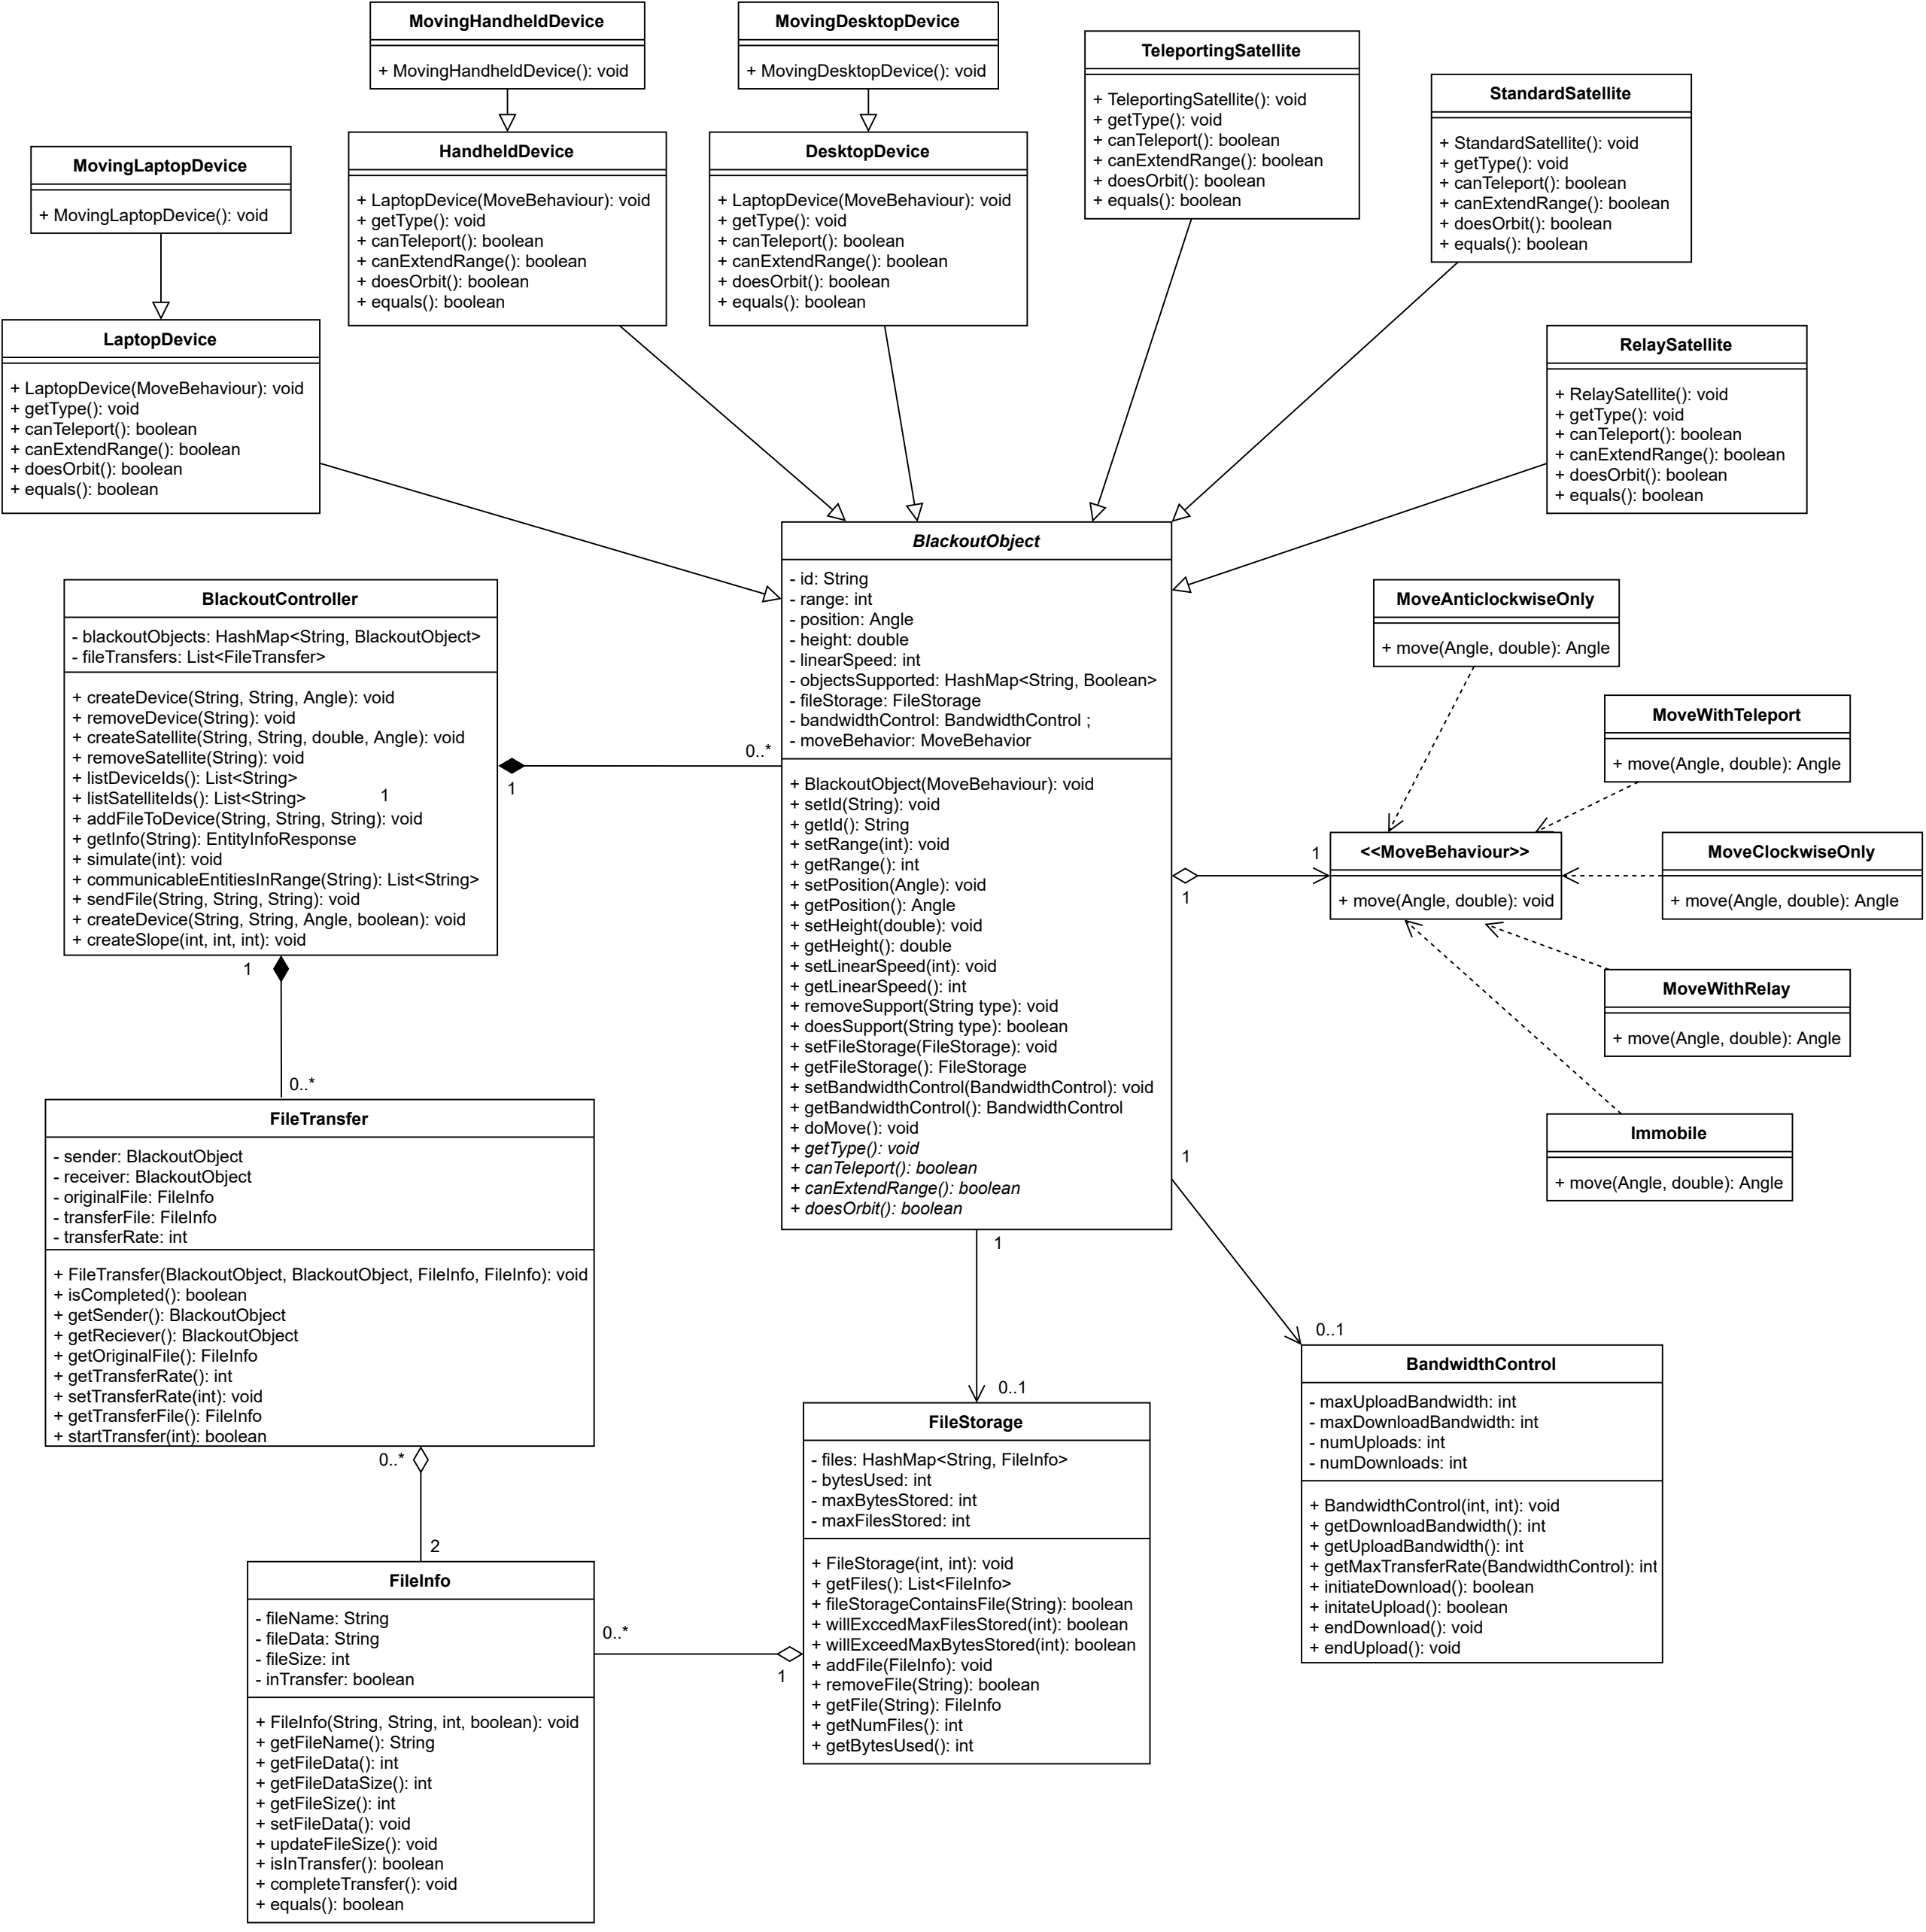 MovingHandheldDevice
+ MovingHandheldDevice(): void
MovingDesktopDevice
+ MovingDesktopDevice(): void
TeleportingSatellite
+ TeleportingSatellite(): void
+ getType(): void
+ canTeleport(): boolean
+ canExtendRange(): boolean
+ doesOrbit(): boolean
+ equals(): boolean
StandardSatellite
+ StandardSatellite(): void
+ getType(): void
+ canTeleport(): boolean
+ canExtendRange(): boolean
+ doesOrbit(): boolean
+ equals(): boolean
MovingLaptopDevice
+ MovingLaptopDevice(): void
HandheldDevice
+ LaptopDevice(MoveBehaviour): void
+ getType(): void
+ canTeleport(): boolean
+ canExtendRange(): boolean
+ doesOrbit(): boolean
+ equals(): boolean
DesktopDevice
+ LaptopDevice(MoveBehaviour): void
+ getType(): void
+ canTeleport(): boolean
+ canExtendRange(): boolean
+ doesOrbit(): boolean
+ equals(): boolean
LaptopDevice
+ LaptopDevice(MoveBehaviour): void
+ getType(): void
+ canTeleport(): boolean
+ canExtendRange(): boolean
+ doesOrbit(): boolean
+ equals(): boolean
RelaySatellite
+ RelaySatellite(): void
+ getType(): void
+ canTeleport(): boolean
+ canExtendRange(): boolean
+ doesOrbit(): boolean
+ equals(): boolean
BlackoutController
- blackoutObjects: HashMap<String, BlackoutObject>
- fileTransfers: List<FileTransfer>
+ createDevice(String, String, Angle): void
+ removeDevice(String): void
+ createSatellite(String, String, double, Angle): void
+ removeSatellite(String): void
+ listDeviceIds(): List<String>
+ listSatelliteIds(): List<String>
1
+ addFileToDevice(String, String, String): void
+ getInfo(String): EntityInfoResponse
+ simulate(int): void
+ communicableEntitiesInRange(String): List<String>
+ sendFile(String, String, String): void
+ createDevice(String, String, Angle, boolean): void
+ createSlope(int, int, int): void
0..*
1
BlackoutObject
- id: String
- range: int
- position: Angle
- height: double
- linearSpeed: int
- objectsSupported: HashMap<String, Boolean>
- fileStorage: FileStorage
- bandwidthControl: BandwidthControl ;
- moveBehavior: MoveBehavior
+ BlackoutObject(MoveBehaviour): void
+ setId(String): void
+ getId(): String
+ setRange(int): void
+ getRange(): int
+ setPosition(Angle): void
+ getPosition(): Angle
+ setHeight(double): void
+ getHeight(): double
+ setLinearSpeed(int): void
+ getLinearSpeed(): int
+ removeSupport(String type): void
+ doesSupport(String type): boolean
+ setFileStorage(FileStorage): void
+ getFileStorage(): FileStorage
+ setBandwidthControl(BandwidthControl): void
+ getBandwidthControl(): BandwidthControl
+ doMove(): void
+ getType(): void
+ canTeleport(): boolean
+ canExtendRange(): boolean
+ doesOrbit(): boolean
MoveAnticlockwiseOnly
+ move(Angle, double): Angle
MoveWithTeleport
+ move(Angle, double): Angle
1
1
<<MoveBehaviour>>
+ move(Angle, double): void
MoveClockwiseOnly
+ move(Angle, double): Angle
MoveWithRelay
+ move(Angle, double): Angle
Immobile
+ move(Angle, double): Angle
1
0..*
FileTransfer
- sender: BlackoutObject
- receiver: BlackoutObject
- originalFile: FileInfo
- transferFile: FileInfo
- transferRate: int
+ FileTransfer(BlackoutObject, BlackoutObject, FileInfo, FileInfo): void
+ isCompleted(): boolean
+ getSender(): BlackoutObject
+ getReciever(): BlackoutObject
+ getOriginalFile(): FileInfo
+ getTransferRate(): int
+ setTransferRate(int): void
+ getTransferFile(): FileInfo
+ startTransfer(int): boolean
1
0..1
1
0..1
BandwidthControl
- maxUploadBandwidth: int
- maxDownloadBandwidth: int
- numUploads: int
- numDownloads: int
+ BandwidthControl(int, int): void
+ getDownloadBandwidth(): int
+ getUploadBandwidth(): int
+ getMaxTransferRate(BandwidthControl): int
+ initiateDownload(): boolean
+ initateUpload(): boolean
+ endDownload(): void
+ endUpload(): void
FileStorage
- files: HashMap<String, FileInfo>
- bytesUsed: int
- maxBytesStored: int
- maxFilesStored: int
+ FileStorage(int, int): void
+ getFiles(): List<FileInfo>
+ fileStorageContainsFile(String): boolean
+ willExccedMaxFilesStored(int): boolean
+ willExceedMaxBytesStored(int): boolean
+ addFile(FileInfo): void
+ removeFile(String): boolean
+ getFile(String): FileInfo
+ getNumFiles(): int
+ getBytesUsed(): int
0..*
2
0..*
1
FileInfo
- fileName: String
- fileData: String
- fileSize: int
- inTransfer: boolean
+ FileInfo(String, String, int, boolean): void
+ getFileName(): String
+ getFileData(): int
+ getFileDataSize(): int
+ getFileSize(): int
+ setFileData(): void
+ updateFileSize(): void
+ isInTransfer(): boolean
+ completeTransfer(): void
+ equals(): boolean